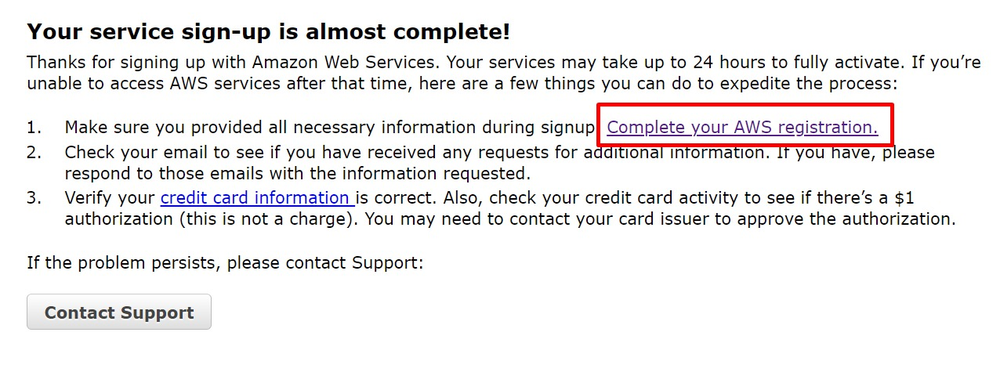 Your service sign-up is almost complete!
Thanks for signing up with Amazon Web Services. Your services may take up to 24 hours to fully activate. If you’re
unable to access AWS services after that time, here are a few things you can do to expedite the process:
1. Make sure you provided all necessary information during signup Complete your AWS registration.
2. Check your email to see if you have received any requests for additional information. If you have, please
respond to those emails with the information requested.
3. Verify your credit card information is correct. Also, check your credit card activity to see if there’s a $1
authorization (this is not a charge). You may need to contact your card issuer to approve the authorization.
If the problem persists, please contact Support:
Contact Support